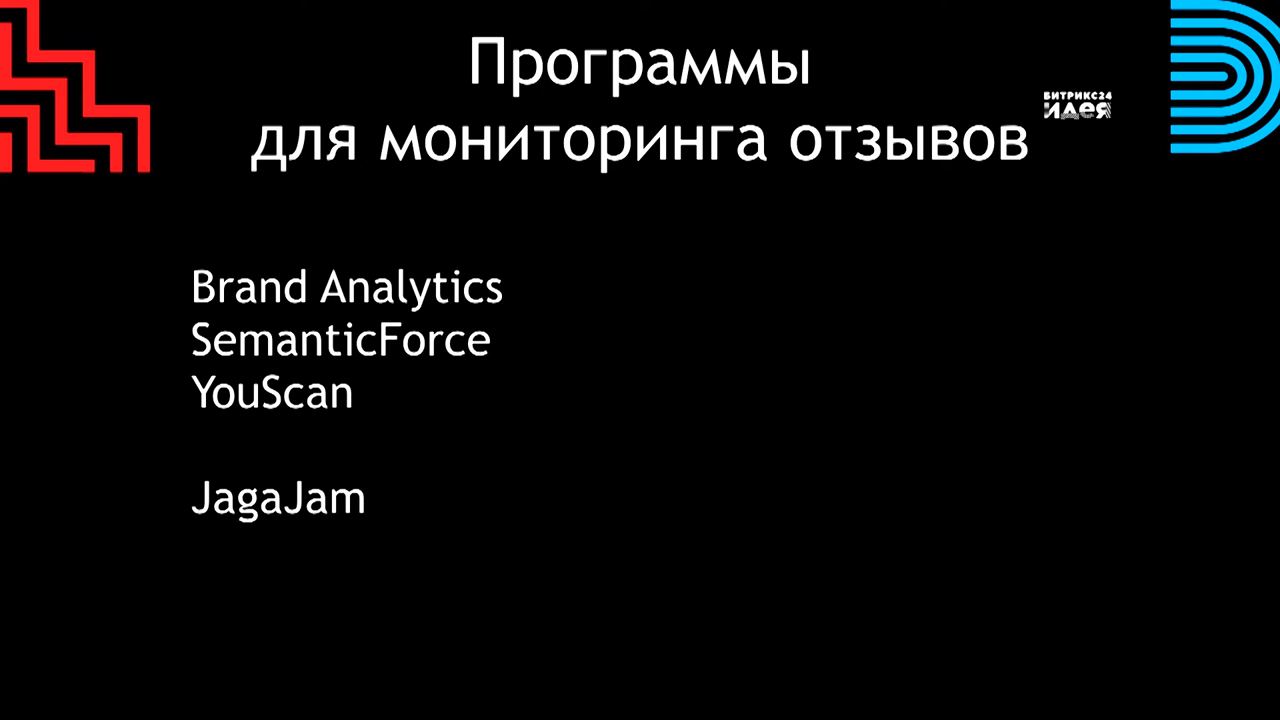 Программы
для мониторинга отзывов
БИТРИКС24
ИДЕЯ
Brand Analytics
SemanticForce
YouScan
JagaJam